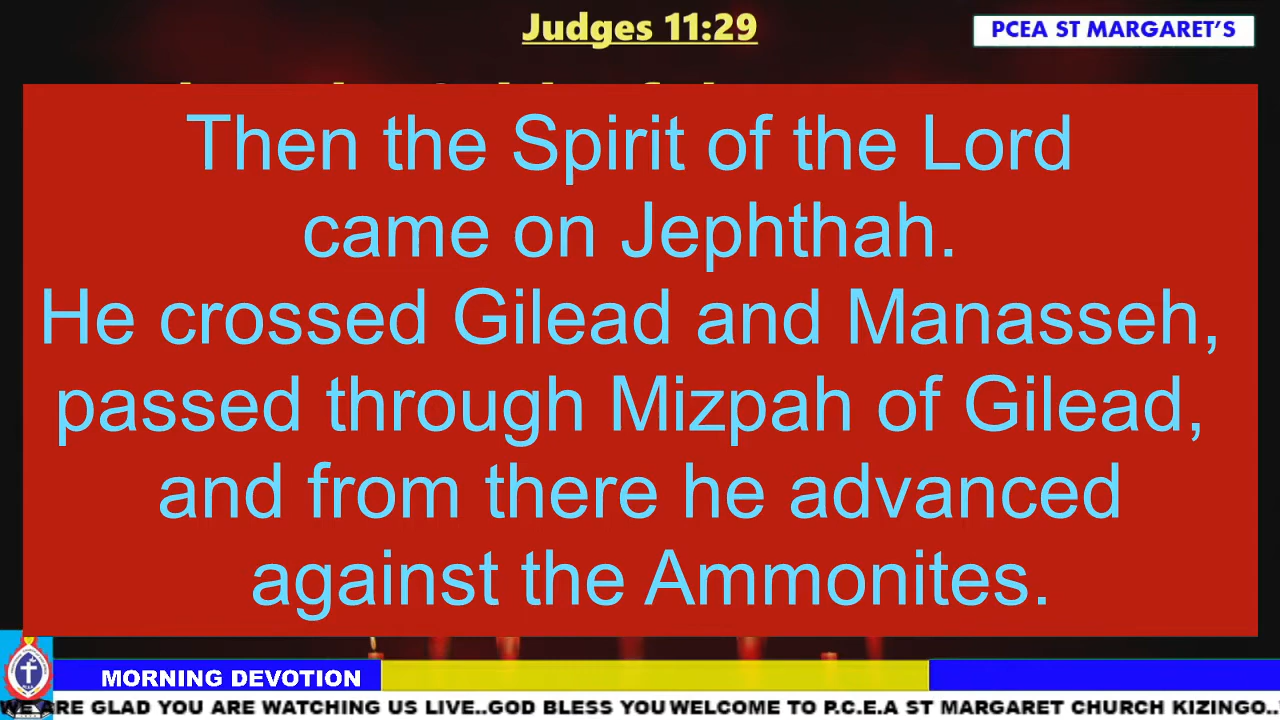 Judges 11:29
PCEA ST MARGARET'S
Then the Spirit of the Lord
came on Jephthah.
He crossed Gilead and Manasseh,
passed through Mizpah of Gilead,
and from there he advanced
against the Ammonites.
MORNING DEVOTION
WE ARE GLAD YOU ARE WATCHING US LIVE..GOD BLESS YOU WELCOME TO P.C.E.A ST MARGARET CHURCH KIZINGO..